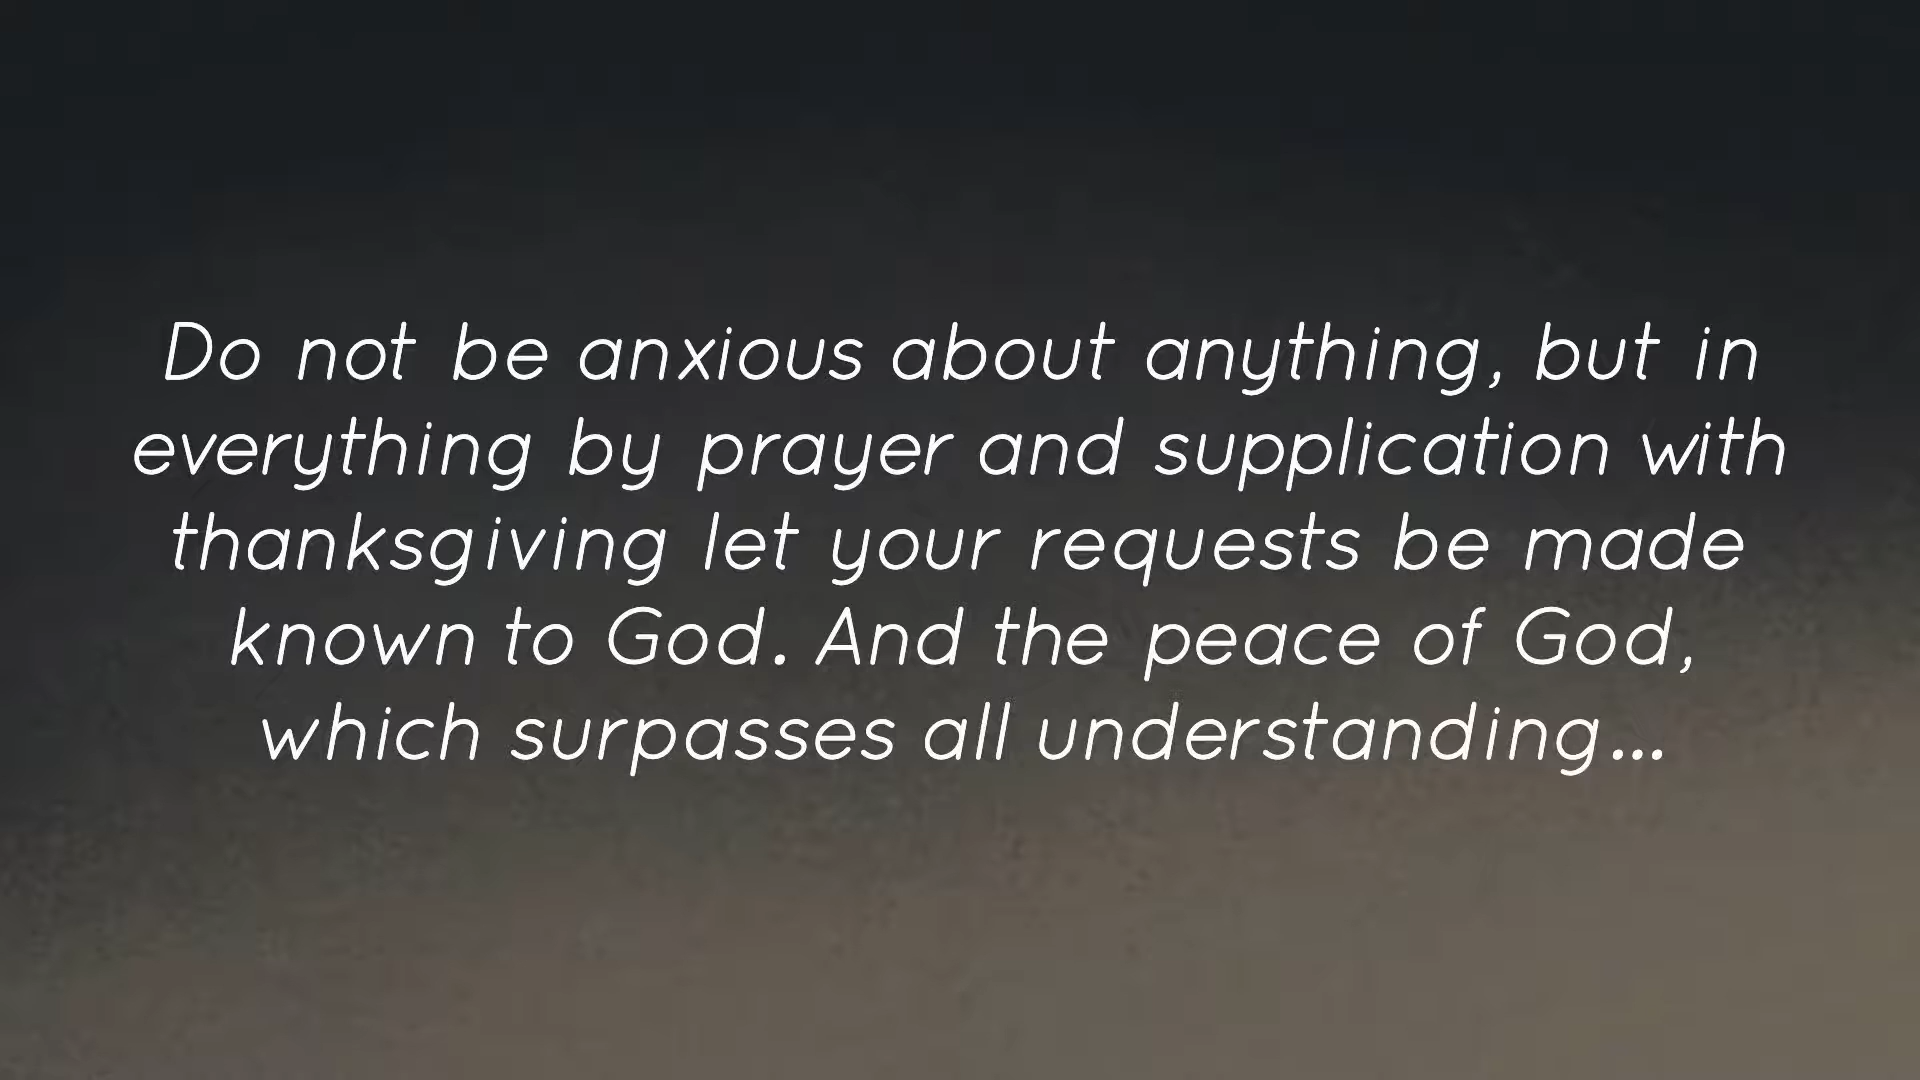 Do not be anxious about anything, but in
everything by prayer and supplication with
thanksgiving let your requests be made
known to God. And the peace of God,
which surpasses all understanding...